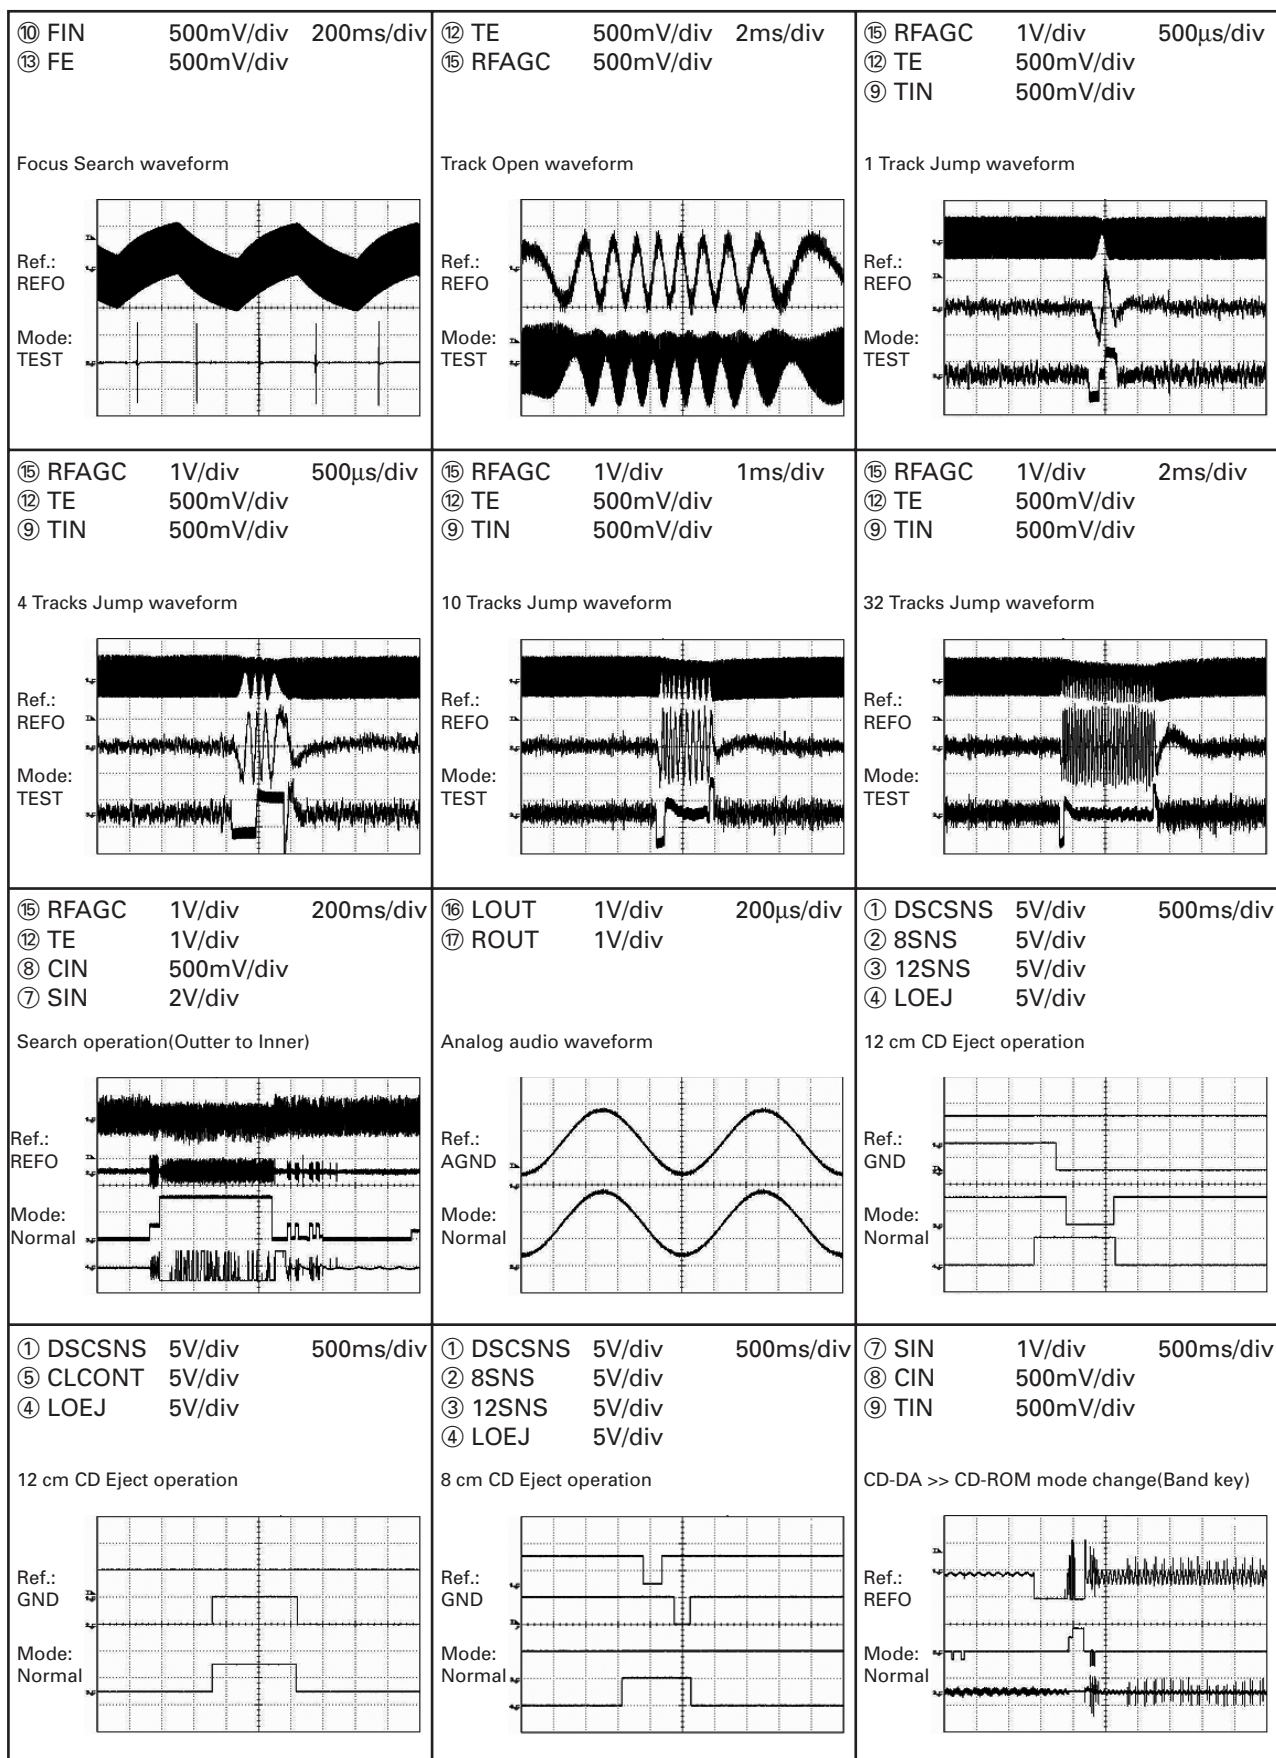 ⑩ FIN 500mV/div 200ms/div
⑬ FE 500mV/div
Focus Search waveform
Ref.:
REFO
Mode:
TEST
⑫ TE 500mV/div 2ms/div
⑮ RFAGC 500mV/div
Track Open waveform
Ref.:
REFO
Mode:
TEST
⑮ RFAGC 1V/div 500µs/div
⑫ TE 500mV/div
⑨ TIN 500mV/div
1 Track Jump waveform
Ref.:
REFO
Mode:
TEST
⑮ RFAGC 1V/div 500µs/div
⑫ TE 500mV/div
⑨ TIN 500mV/div
4 Tracks Jump waveform
Ref.:
REFO
Mode:
TEST
⑮ RFAGC 1V/div 1ms/div
⑫ TE 500mV/div
⑨ TIN 500mV/div
10 Tracks Jump waveform
Ref.:
REFO
Mode:
TEST
⑮ RFAGC 1V/div 2ms/div
⑫ TE 500mV/div
⑨ TIN 500mV/div
32 Tracks Jump waveform
Ref.:
REFO
Mode:
TEST
⑮ RFAGC 1V/div 200ms/div
⑫ TE 1V/div
⑧ CIN 500mV/div
⑦ SIN 2V/div
Search operation(Outter to Inner)
Ref.:
REFO
Mode:
Normal
⑯ LOUT 1V/div 200µs/div
⑰ ROUT 1V/div
Analog audio waveform
Ref.:
AGND
Mode:
Normal
① DSCSNS 5V/div 500ms/div
② 8SNS 5V/div
③ 12SNS 5V/div
④ LOEJ 5V/div
12 cm CD Eject operation
Ref.:
GND
Mode:
Normal
① DSCSNS 5V/div 500ms/div
⑤ CLCONT 5V/div
④ LOEJ 5V/div
12 cm CD Eject operation
Ref.:
GND
Mode:
Normal
① DSCSNS 5V/div 500ms/div
② 8SNS 5V/div
③ 12SNS 5V/div
④ LOEJ 5V/div
8 cm CD Eject operation
Ref.:
GND
Mode:
Normal
⑦ SIN 1V/div 500ms/div
⑧ CIN 500mV/div
⑨ TIN 500mV/div
CD-DA >> CD-ROM mode change(Band key)
Ref.:
REFO
Mode:
Normal